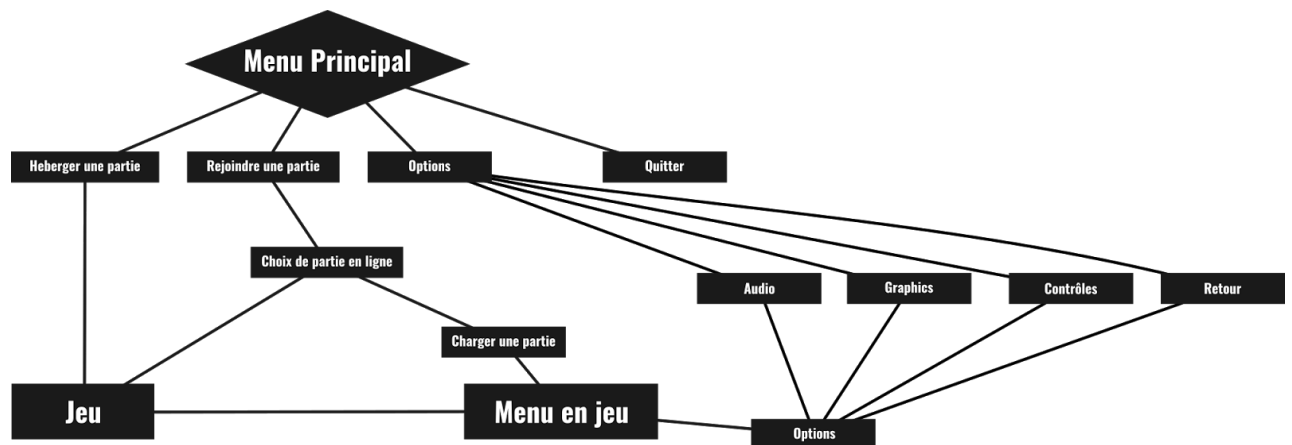 Menu Principal
Heberger une partie
Rejoindre une partie
Options
Quitter
Choix de partie en ligne
Audio
Graphics
Contrôles
Retour
Charger une partie
Jeu
Menu en jeu
Options